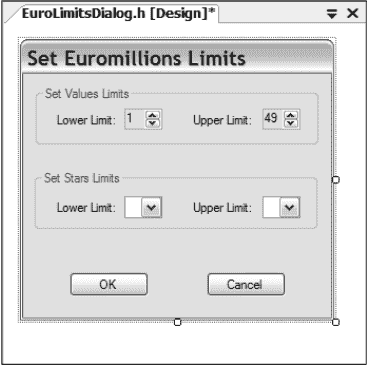 EuroLimitsDialog.h [Design]*
Set Euromillions Limits
Set Values Limits
Lower Limit: 1 Upper Limit: 49
Set Stars Limits
Lower Limit: Upper Limit:
OK Cancel